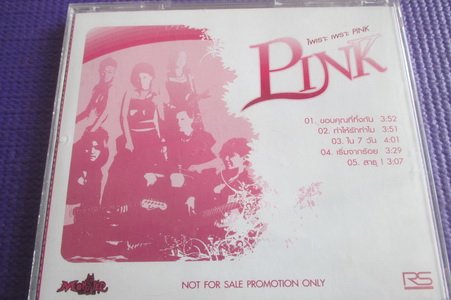 ไพเราะ เพราะ PINK
PINK
01. ขอบคุณที่ทิ้งกัน 3:52
02. ทำให้รักทำไม 3:51
03. ใน 7 วัน 4:01
04. เริ่มจากร้อย 3:29
05. สาธุ ! 3:07
NOT FOR SALE PROMOTION ONLY
RS